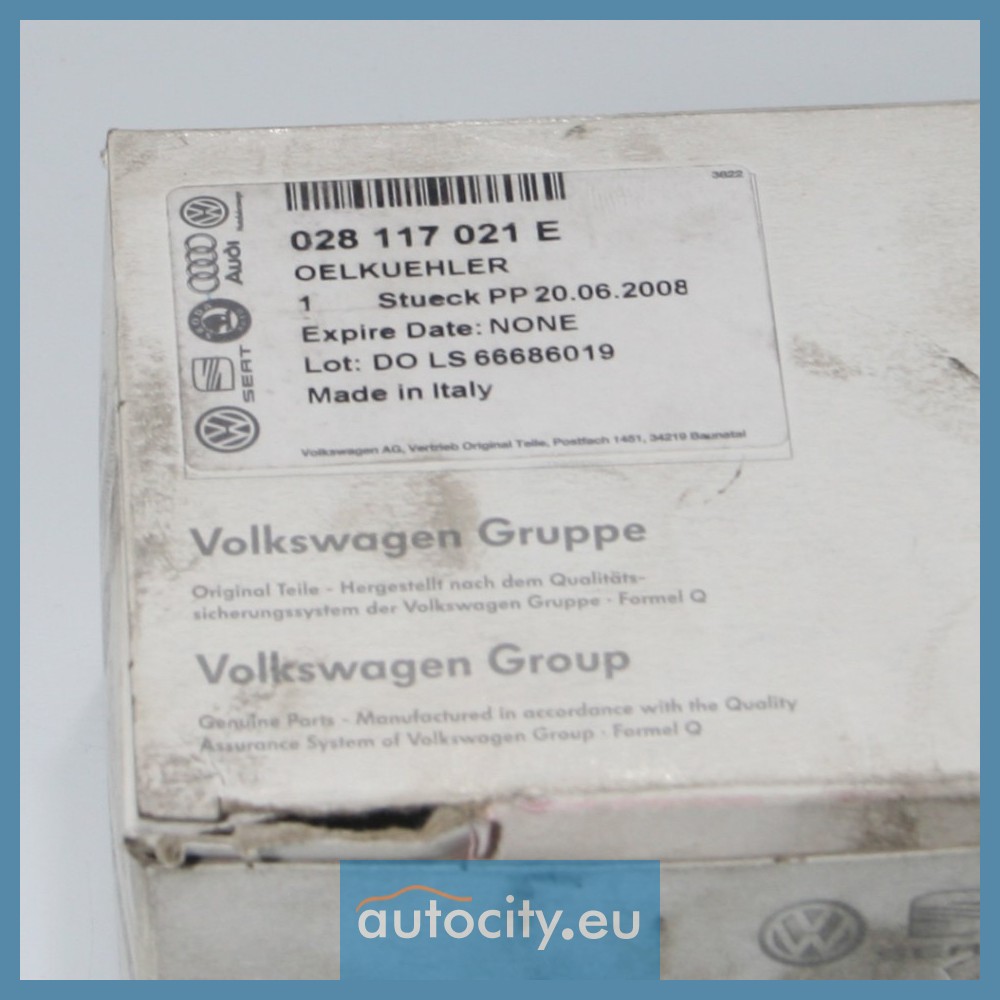 3822
028 117 021 E
OELKUEHLER
1 Stueck PP 20.06.2008
Expire Date: NONE
Lot: DO LS 66686019
Made in Italy
Volkswagen AG, Vertrieb Original Teile, Postfach 1451, 34219 Baunatal
Audi
SEAT
Volkswagen Gruppe
Original Teile - Hergestellt nach dem Qualitäts-
sicherungssystem der Volkswagen Gruppe · Formel Q
Volkswagen Group
Genuine Parts - Manufactured in accordance with the Quality
Assurance System of Volkswagen Group · Formel Q
autocity.eu